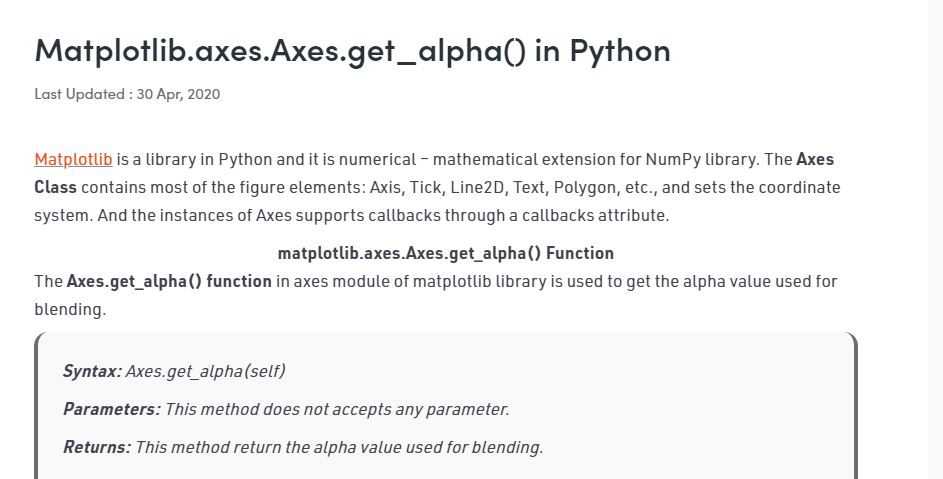 Matplotlib.axes.Axes.get_alpha() in Python
Last Updated : 30 Apr, 2020
Matplotlib is a library in Python and it is numerical – mathematical extension for NumPy library. The Axes
Class contains most of the figure elements: Axis, Tick, Line2D, Text, Polygon, etc., and sets the coordinate
system. And the instances of Axes supports callbacks through a callbacks attribute.
matplotlib.axes.Axes.get_alpha() Function
The Axes.get_alpha() function in axes module of matplotlib library is used to get the alpha value used for
blending.
Syntax: Axes.get_alpha(self)
Parameters: This method does not accepts any parameter.
Returns: This method return the alpha value used for blending.